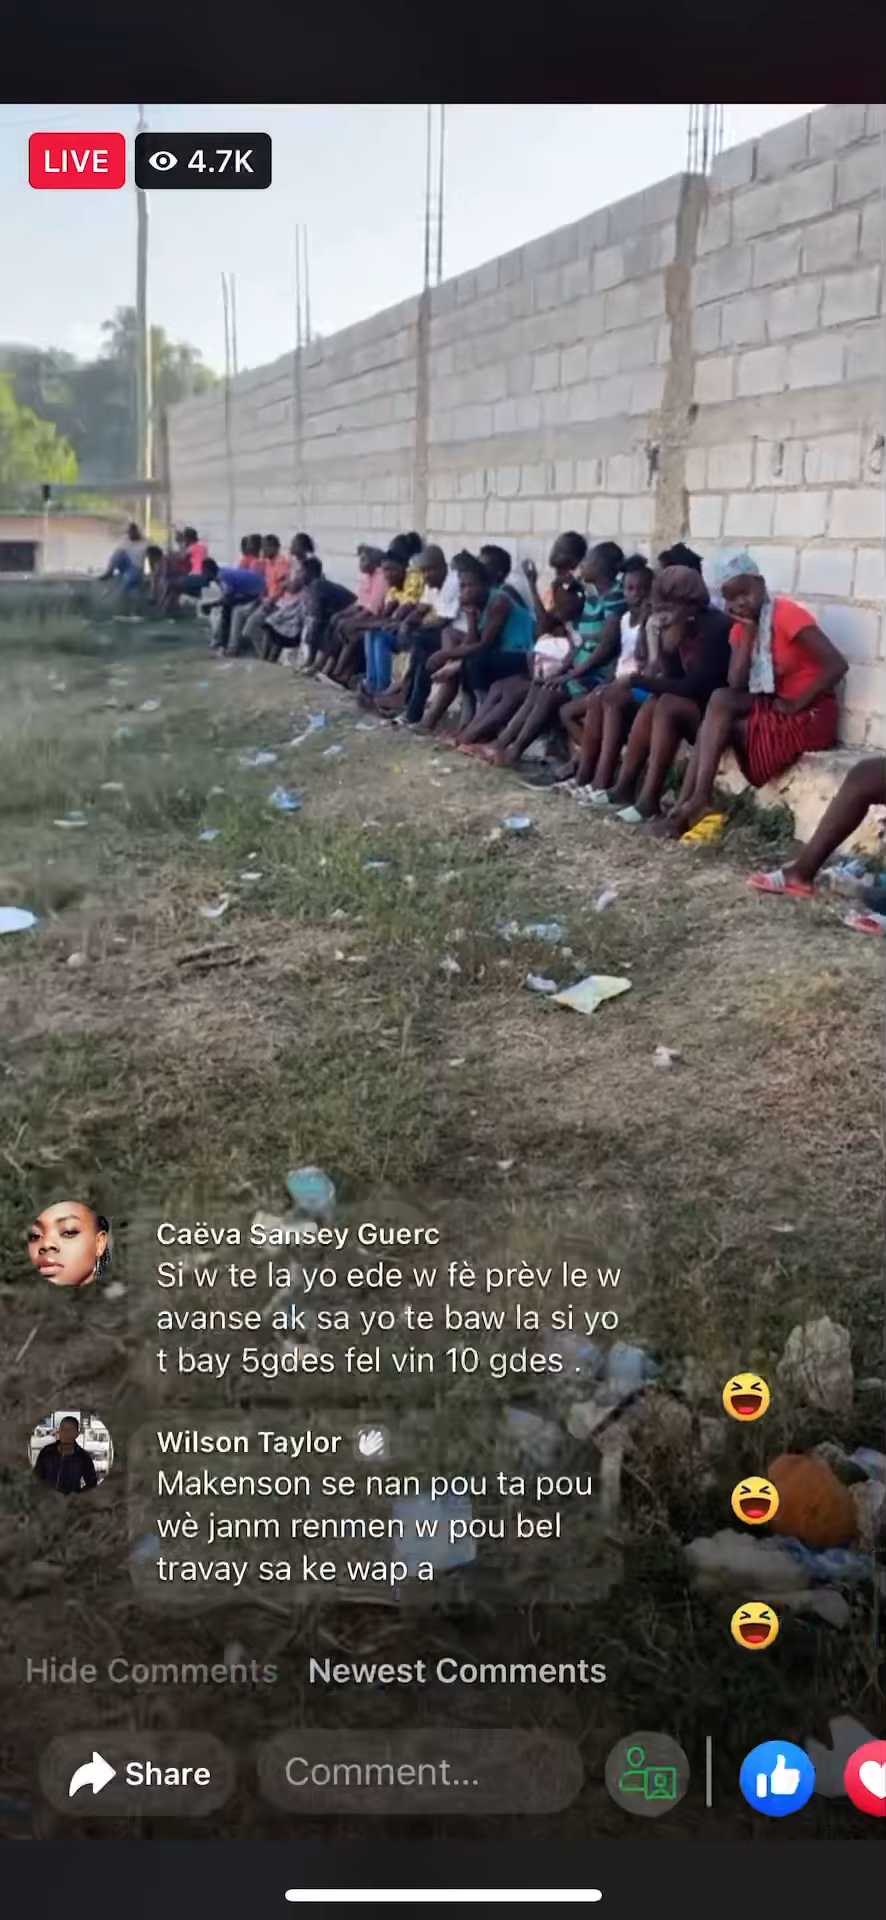 LIVE 4.7K
Caëva Sansey Guerc
Si w te la yo ede w fè prèv le w
avanse ak sa yo te baw la si yo
t bay 5gdes fel vin 10 gdes .
Wilson Taylor
Makenson se nan pou ta pou
wè janm renmen w pou bel
travay sa ke wap a
Hide Comments Newest Comments
Share Comment...